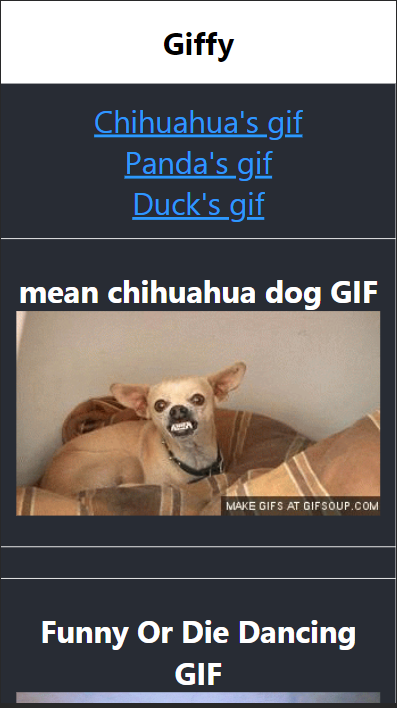 Giffy
Chihuahua's gif
Panda's gif
Duck's gif
mean chihuahua dog GIF
MAKE GIFS AT GIFSOUP.COM
Funny Or Die Dancing
GIF